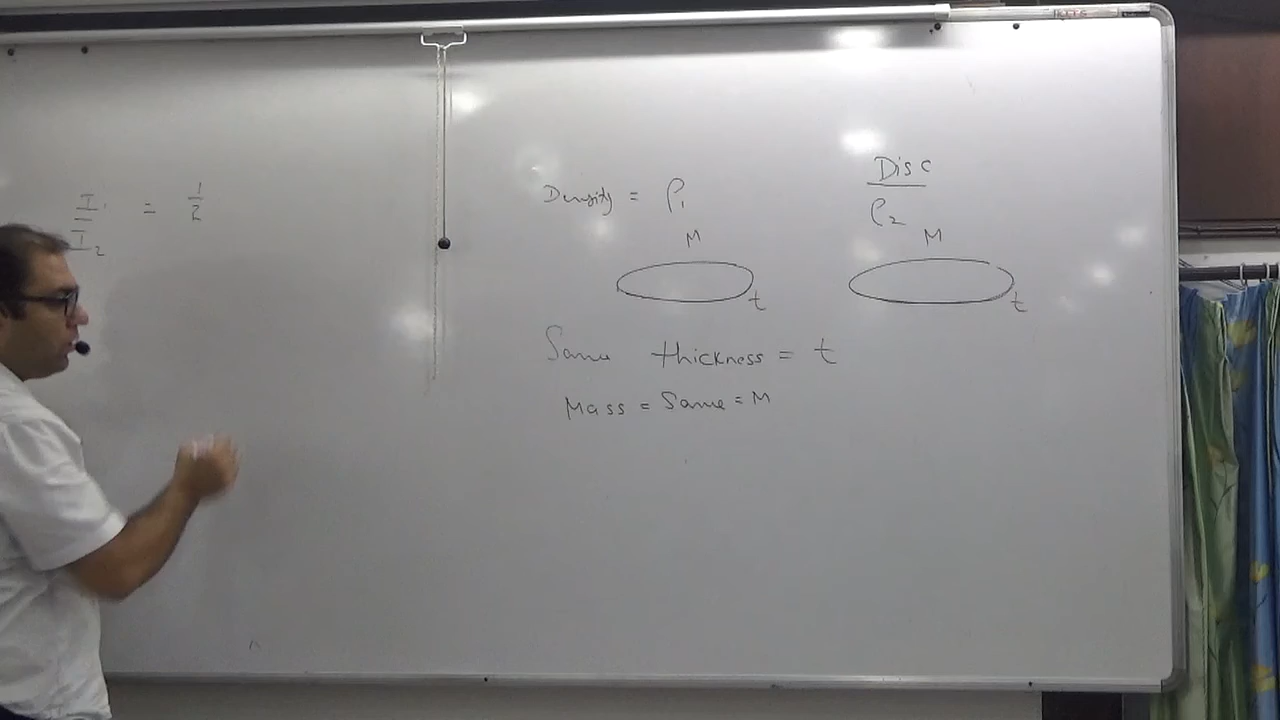 I₁/I₂ = 1/2
Density = ρ₁
Disc
ρ₂
M
M
t
t
Same thickness = t
Mass = Same = M